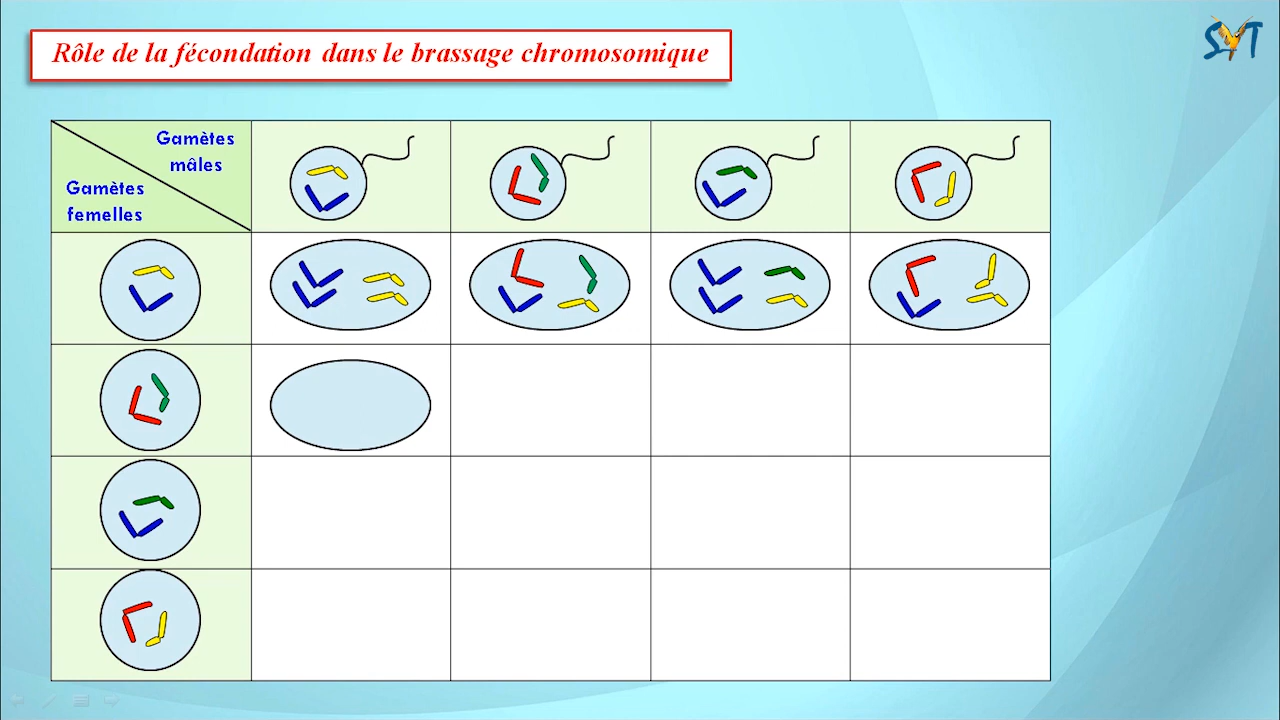 Rôle de la fécondation dans le brassage chromosomique
SVT
Gamètes
mâles
Gamètes
femelles